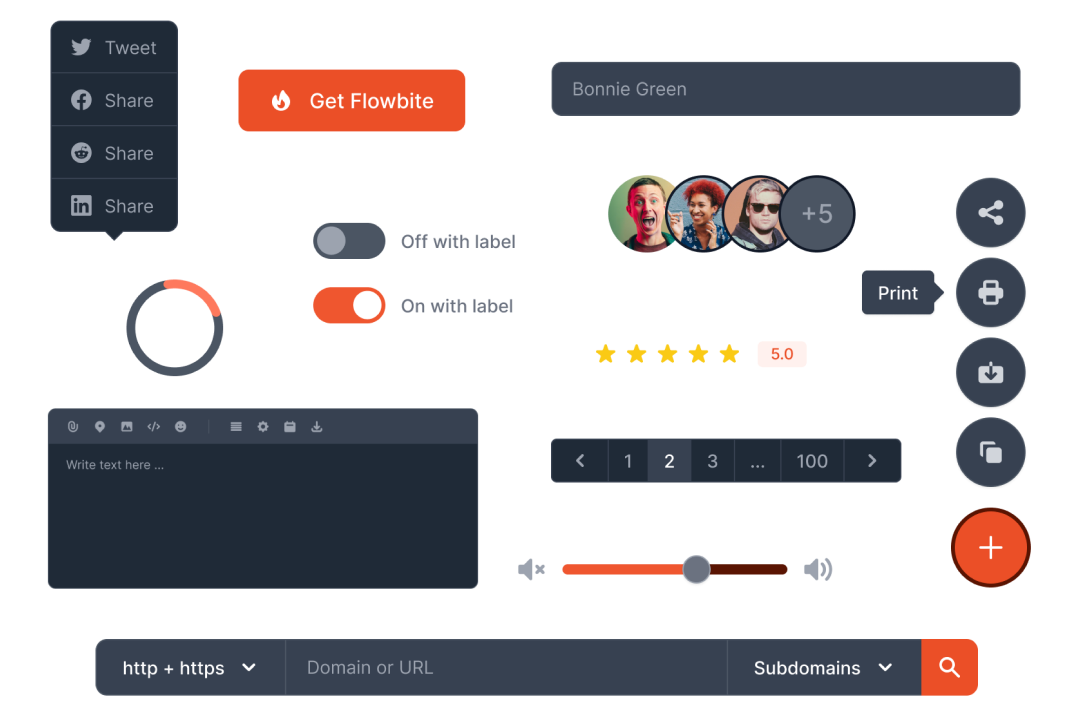 Tweet
Share
Share
Share
Get Flowbite
Bonnie Green
+5
Off with label
On with label
Print
5.0
Write text here ...
1 2 3 ... 100
http + https Domain or URL Subdomains